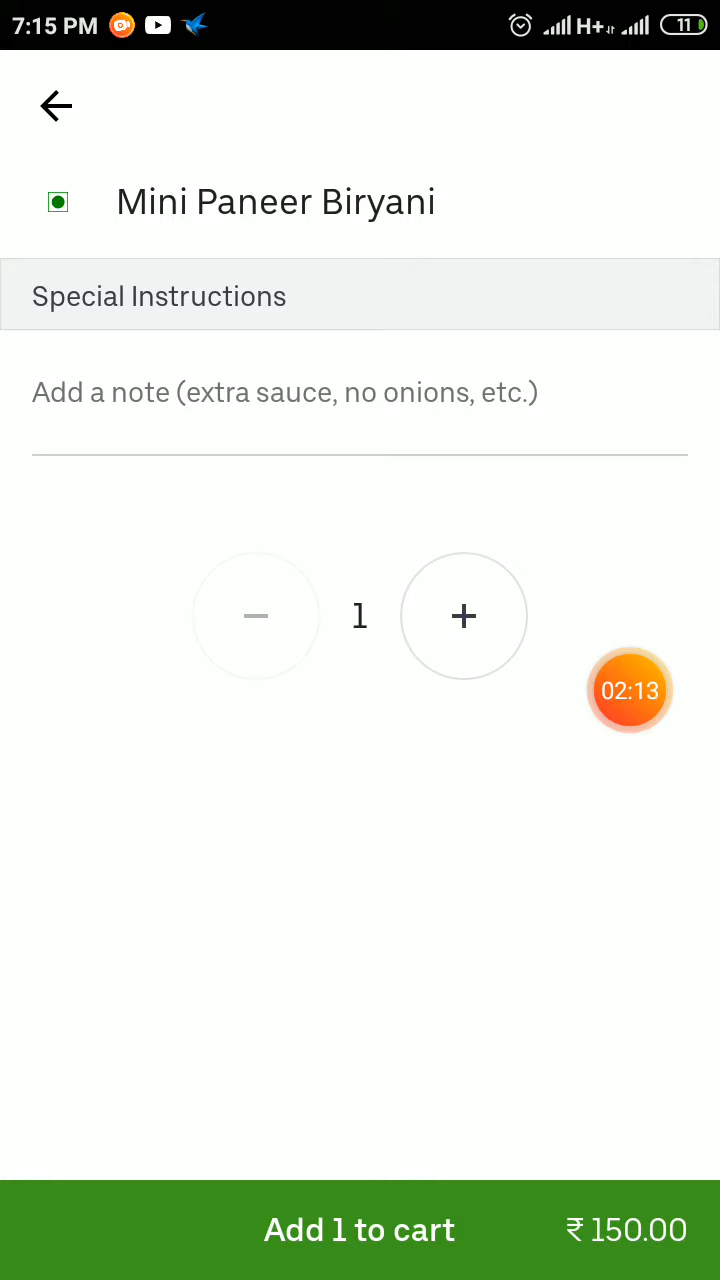 7:15 PM H+ 11
Mini Paneer Biryani
Special Instructions
Add a note (extra sauce, no onions, etc.)
− 1 +
02:13
Add 1 to cart ₹ 150.00